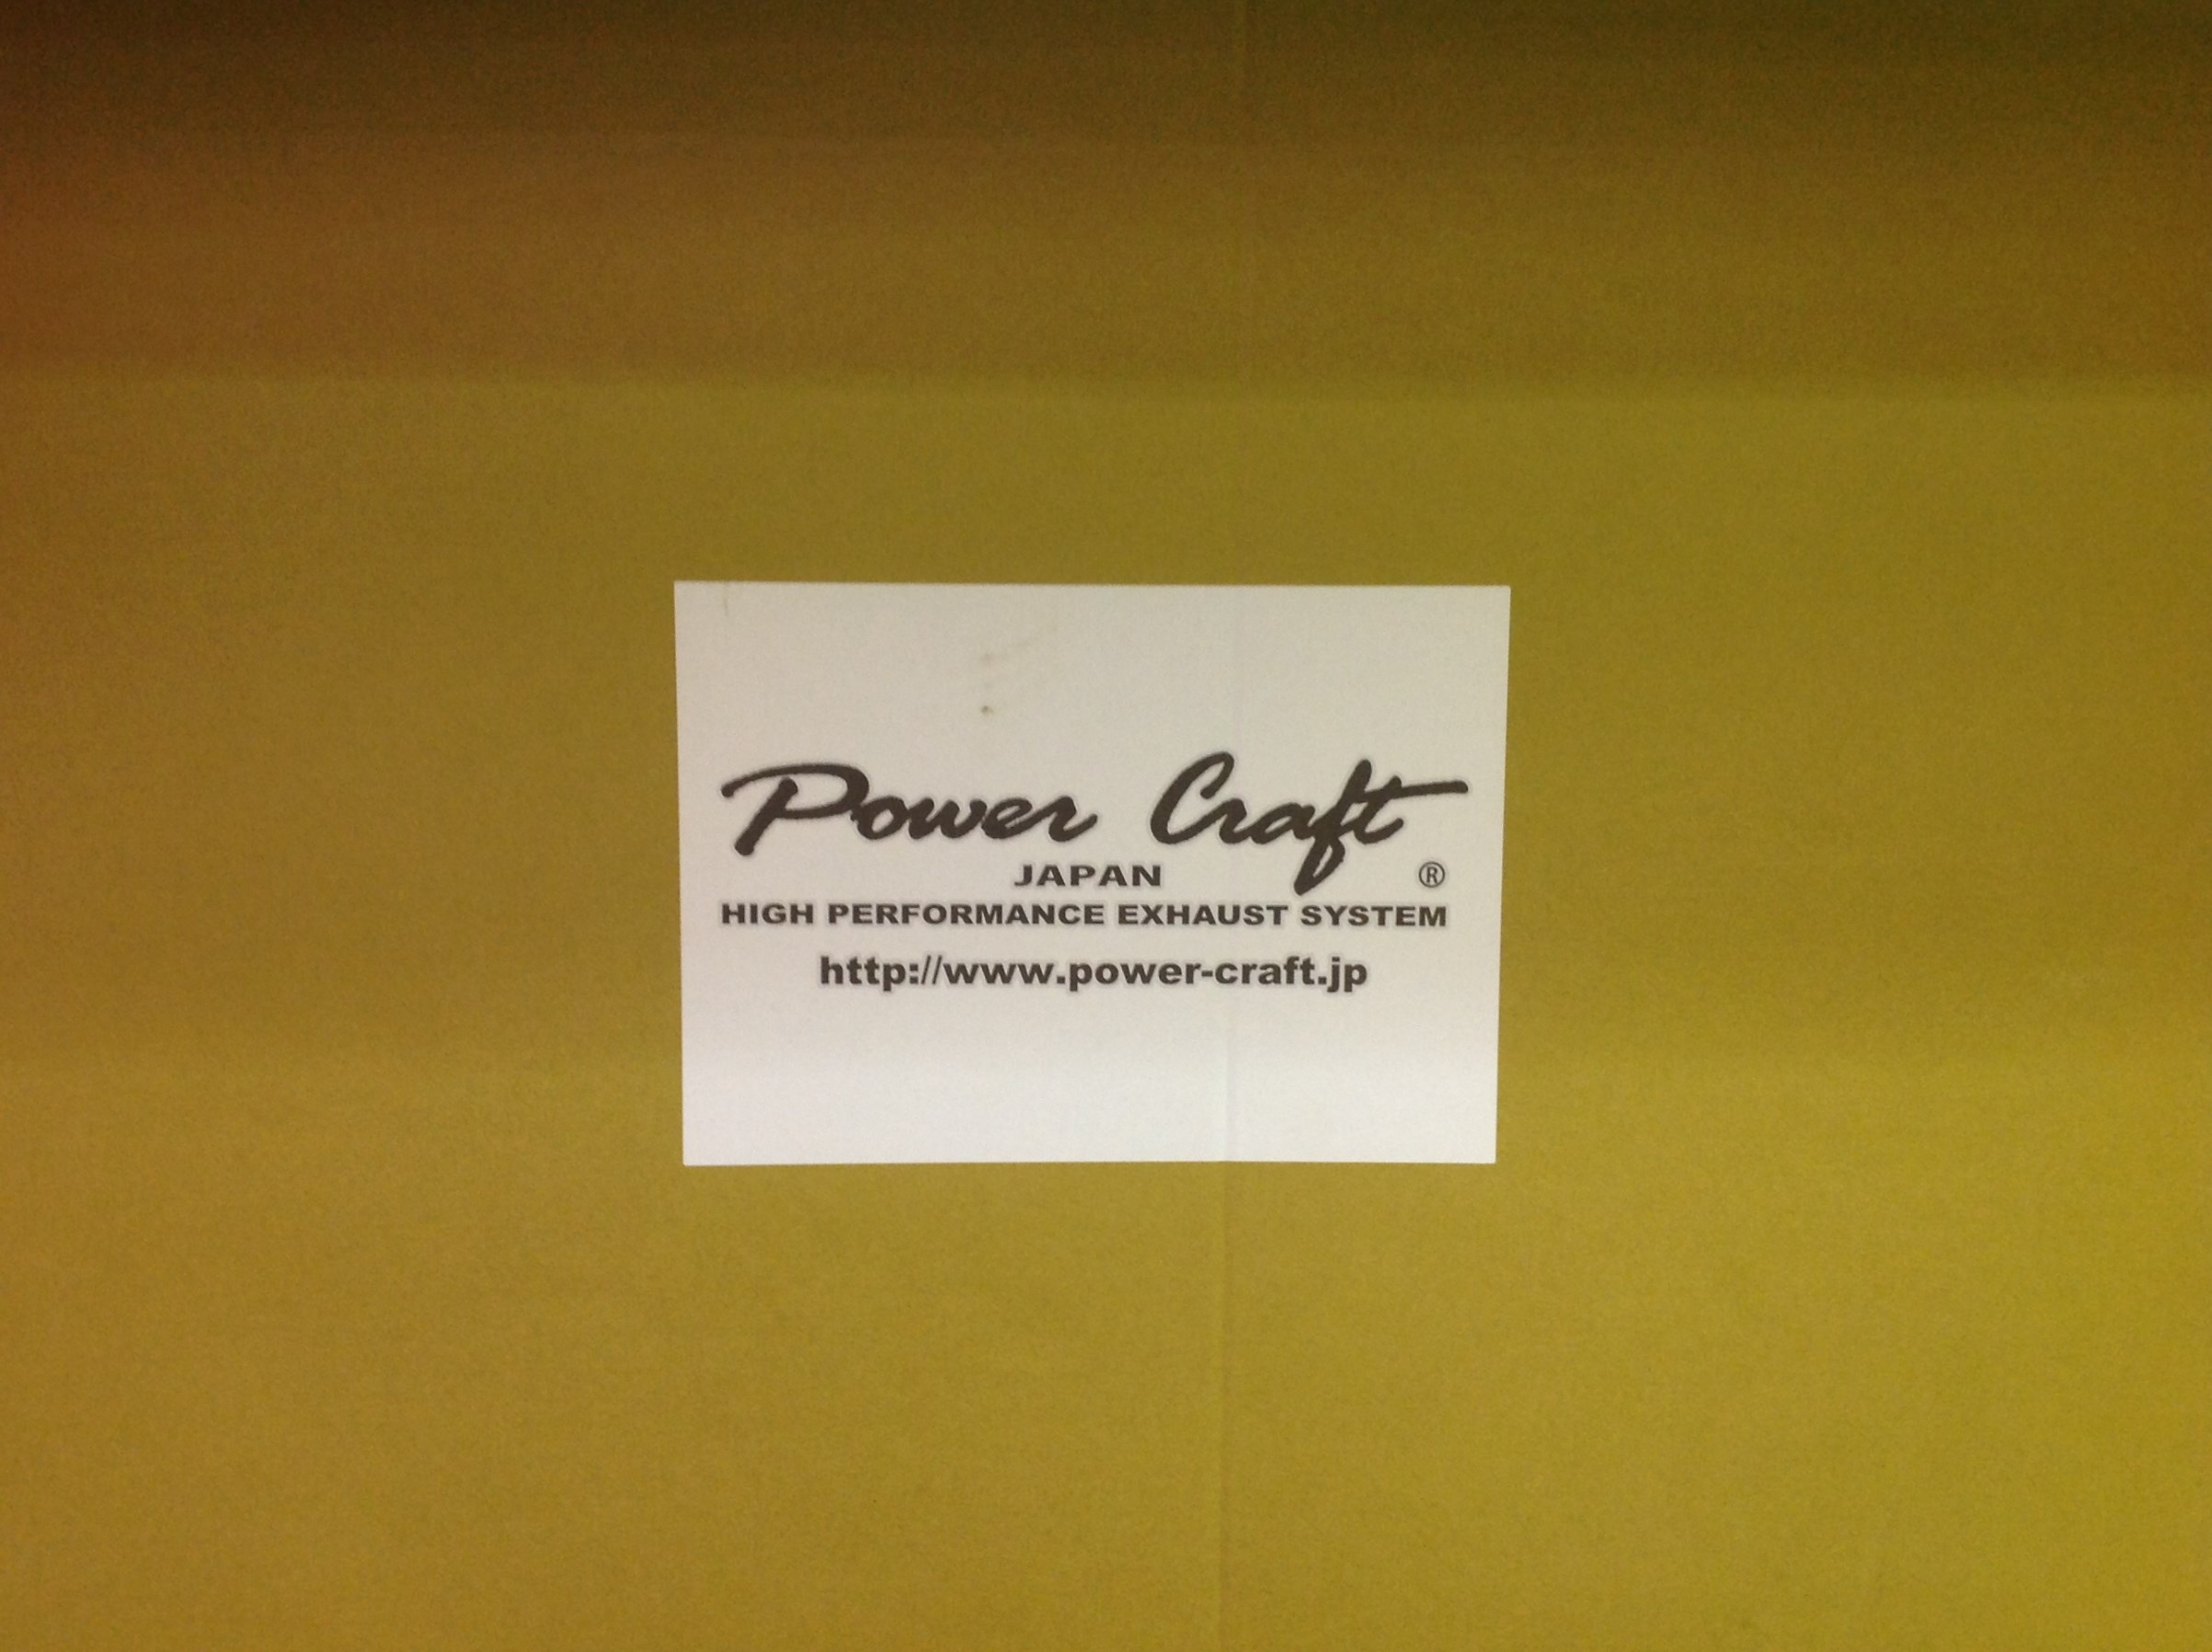 Power Craft
JAPAN ®
HIGH PERFORMANCE EXHAUST SYSTEM
http://www.power-craft.jp